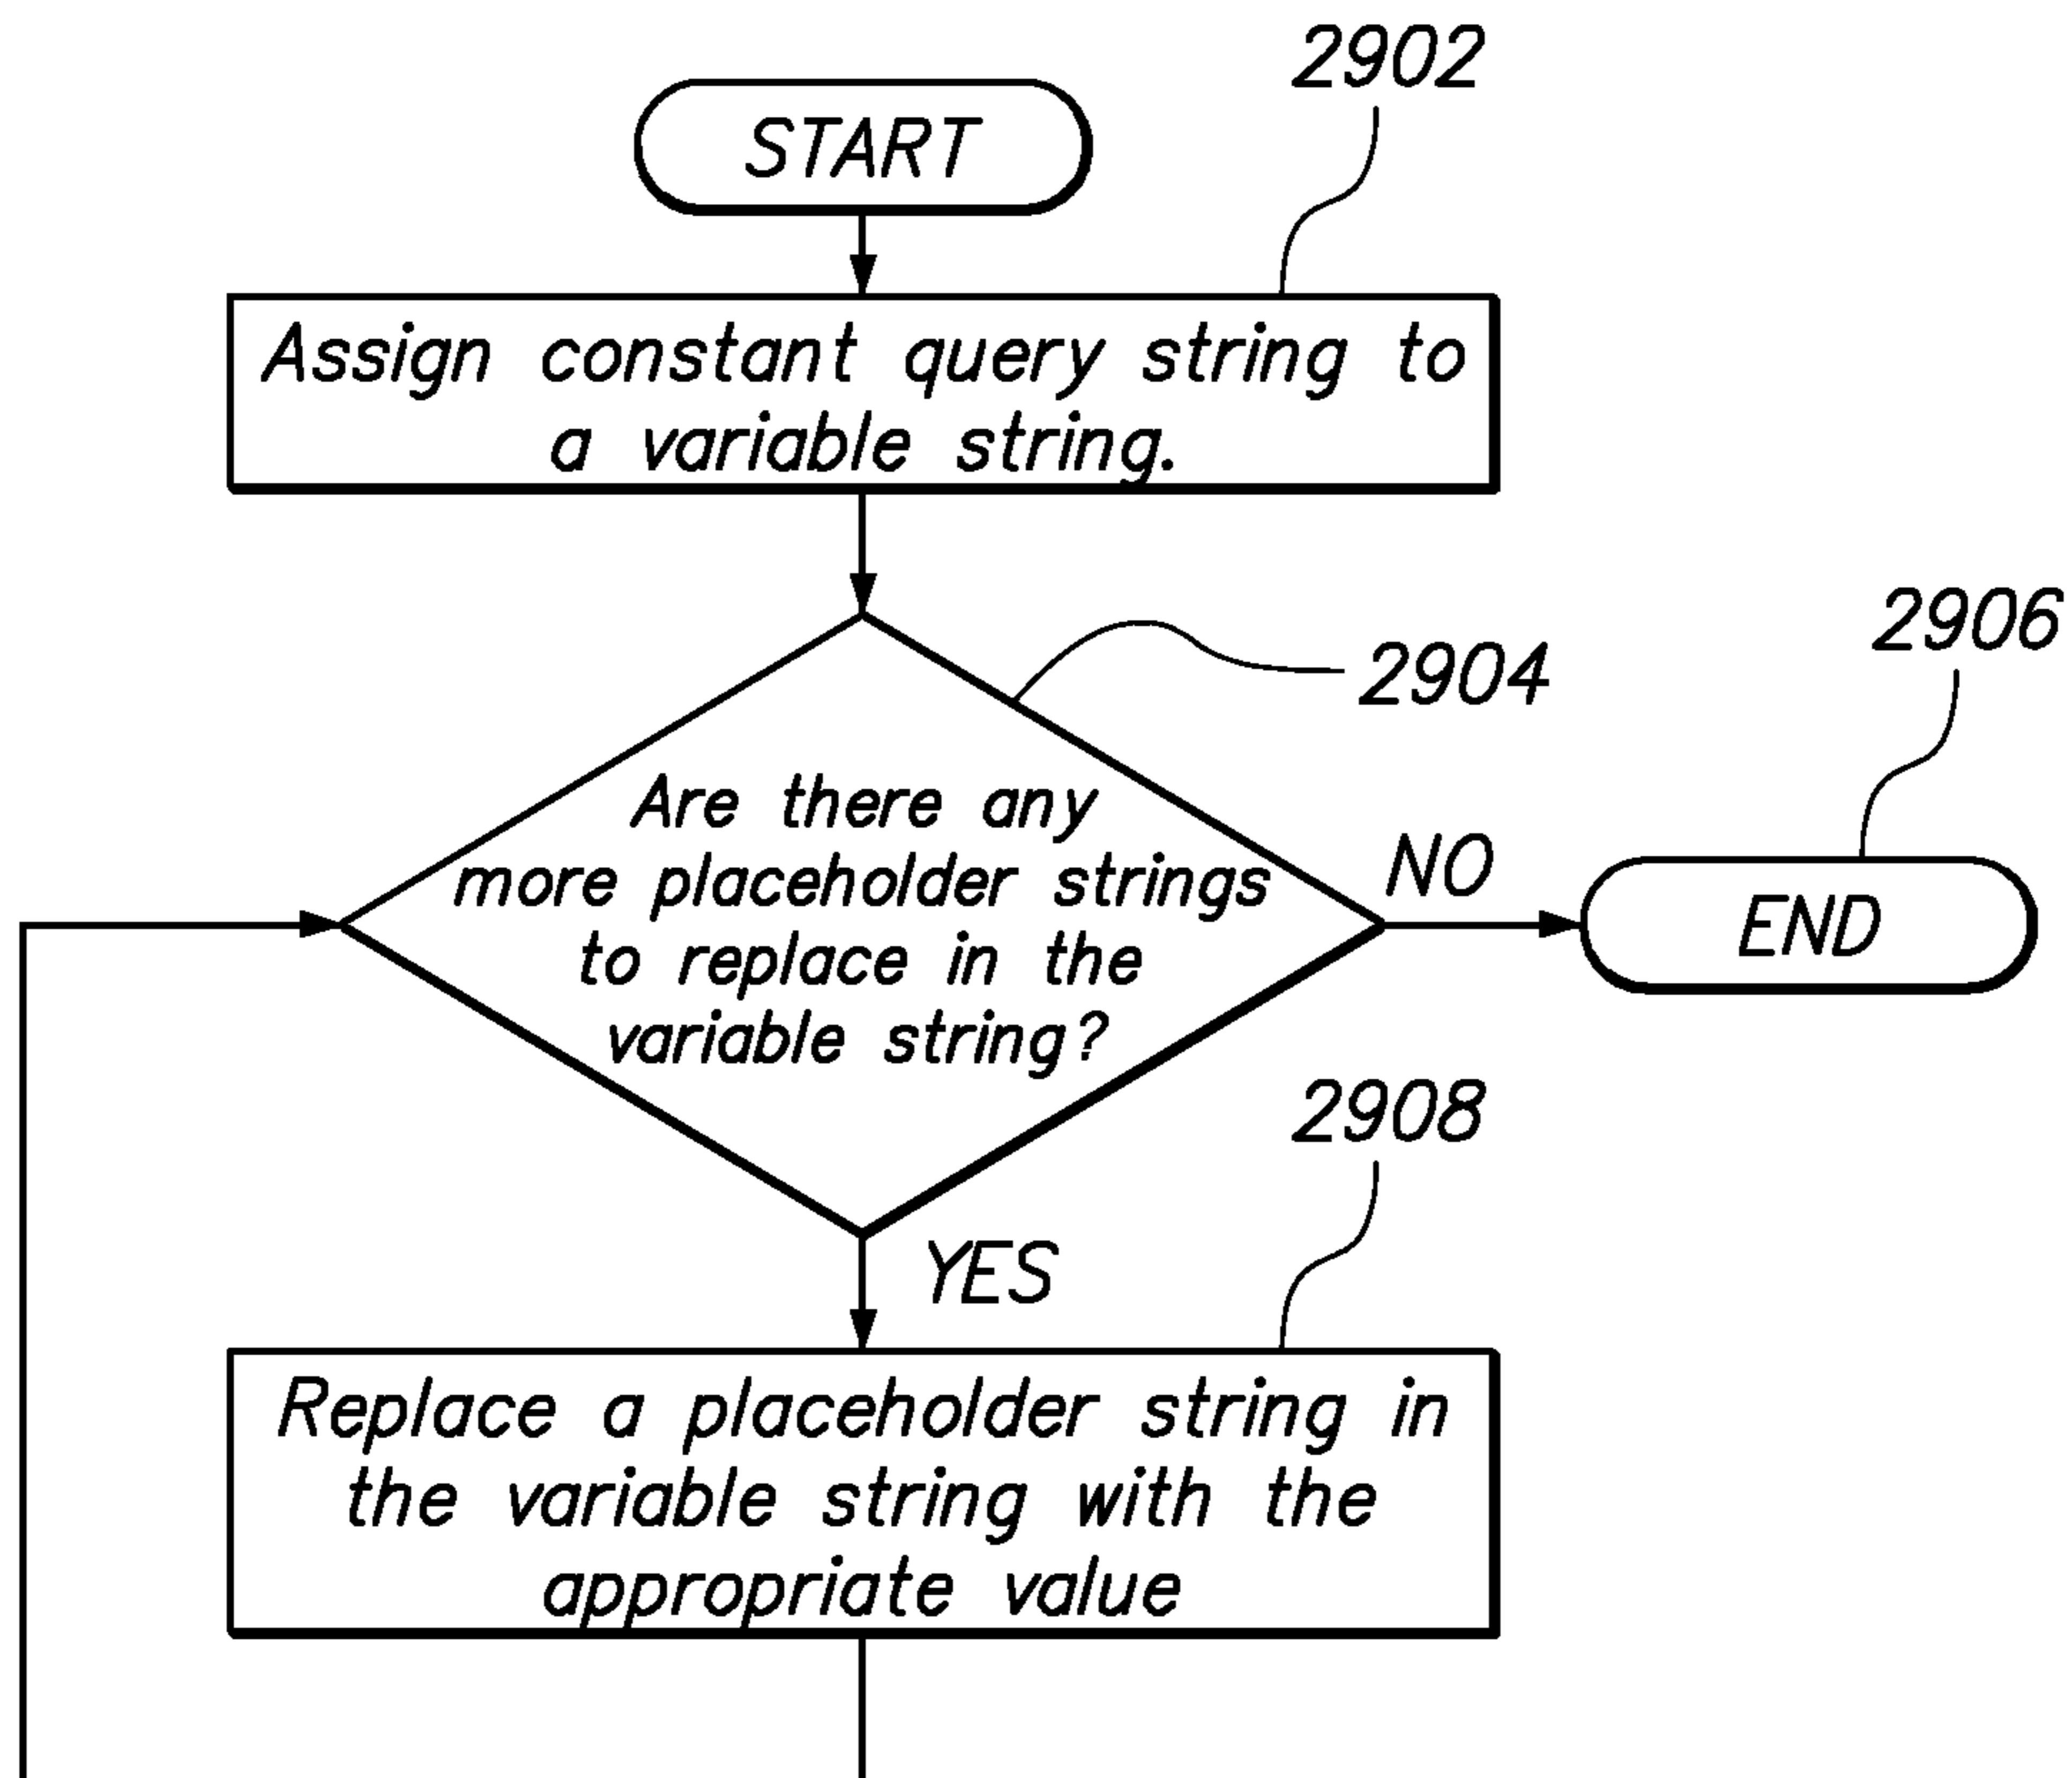 2902
START
Assign constant query string to
a variable string.
2904
2906
Are there any
more placeholder strings
to replace in the
variable string?
NO
END
2908
YES
Replace a placeholder string in
the variable string with the
appropriate value